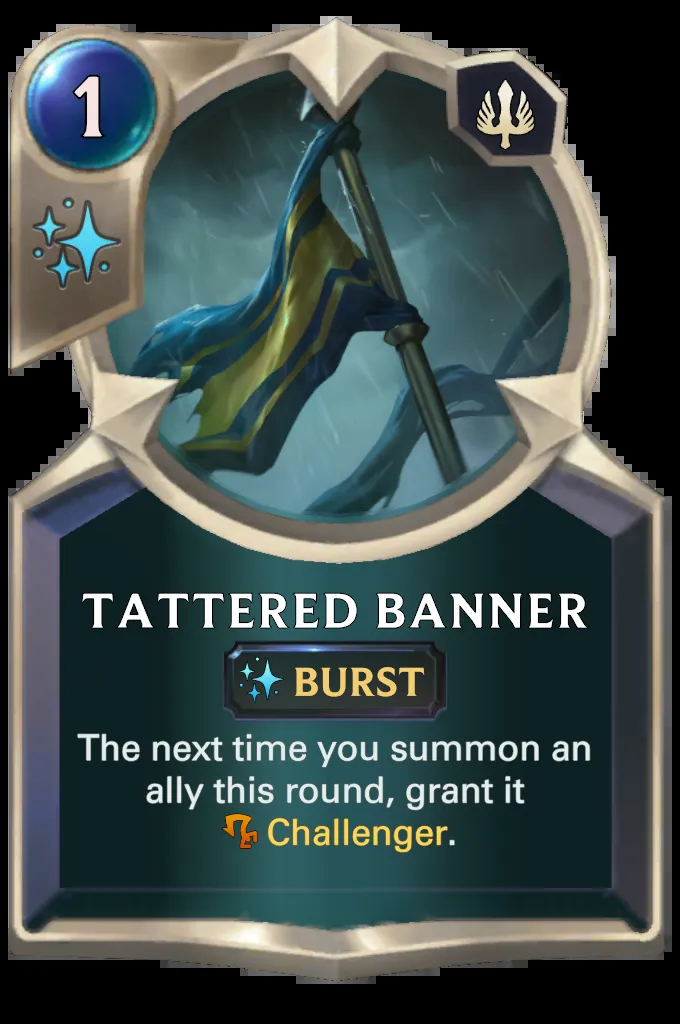 1
TATTERED BANNER
BURST
The next time you summon an
ally this round, grant it
Challenger.